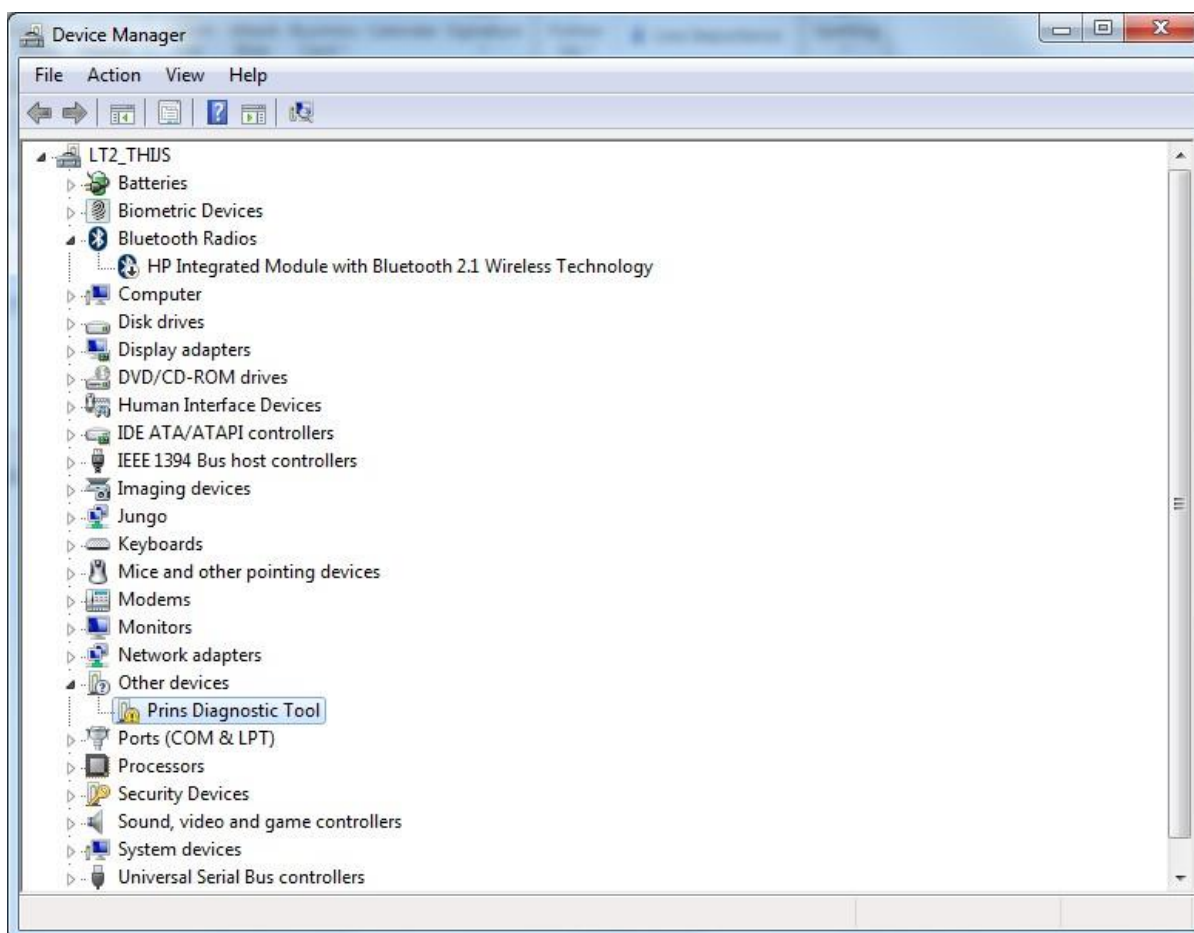 Device Manager
File Action View Help
LT2_THIJS
Batteries
Biometric Devices
Bluetooth Radios
HP Integrated Module with Bluetooth 2.1 Wireless Technology
Computer
Disk drives
Display adapters
DVD/CD-ROM drives
Human Interface Devices
IDE ATA/ATAPI controllers
IEEE 1394 Bus host controllers
Imaging devices
Jungo
Keyboards
Mice and other pointing devices
Modems
Monitors
Network adapters
Other devices
Prins Diagnostic Tool
Ports (COM & LPT)
Processors
Security Devices
Sound, video and game controllers
System devices
Universal Serial Bus controllers